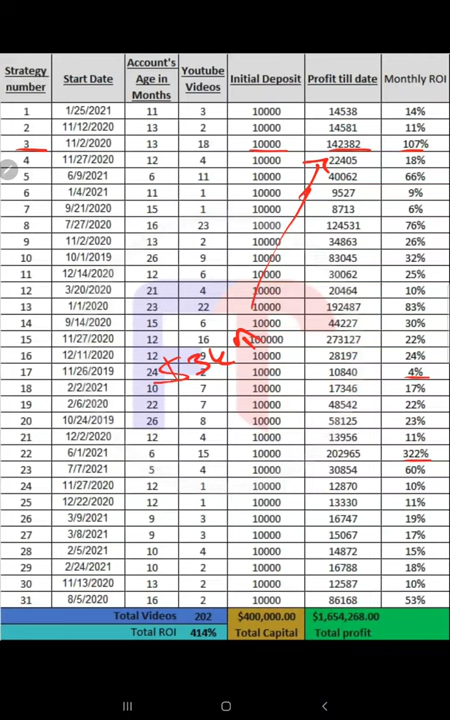 Strategy number Start Date Account's Age in Months Youtube Videos Initial Deposit Profit till date Monthly ROI
1 1/25/2021 11 3 10000 14538 14%
2 11/12/2020 13 2 10000 14581 11%
3 11/2/2020 13 18 10000 142382 107%
4 11/27/2020 12 4 10000 22405 18%
5 6/9/2021 6 11 10000 40062 66%
6 1/4/2021 11 1 10000 9527 9%
7 9/21/2020 15 1 10000 8713 6%
8 7/27/2020 16 23 10000 124531 76%
9 11/2/2020 13 2 10000 34863 26%
10 10/1/2019 26 9 10000 83045 32%
11 12/14/2020 12 6 10000 30062 25%
12 3/20/2020 21 4 10000 20464 10%
13 1/1/2020 23 22 10000 192487 83%
14 9/14/2020 15 6 10000 44227 30%
15 11/27/2020 12 16 100000 273127 22%
16 12/11/2020 12 9 10000 28197 24%
17 11/26/2019 24 2 10000 10840 4%
18 2/2/2021 10 7 10000 17346 17%
19 2/6/2020 22 7 10000 48542 22%
20 10/24/2019 26 8 10000 58125 23%
21 12/2/2020 12 4 10000 13956 11%
22 6/1/2021 6 15 10000 202965 322%
23 7/7/2021 5 4 10000 30854 60%
24 11/27/2020 12 1 10000 12870 10%
25 12/22/2020 12 1 10000 13330 11%
26 3/9/2021 9 3 10000 16747 19%
27 3/8/2021 9 3 10000 15067 17%
28 2/5/2021 10 4 10000 14872 15%
29 2/24/2021 10 2 10000 16788 18%
30 11/13/2020 13 2 10000 12587 10%
31 8/5/2020 16 2 10000 86168 53%
Total Videos 202 $400,000.00 $1,654,268.00
Total ROI 414% Total Capital Total profit